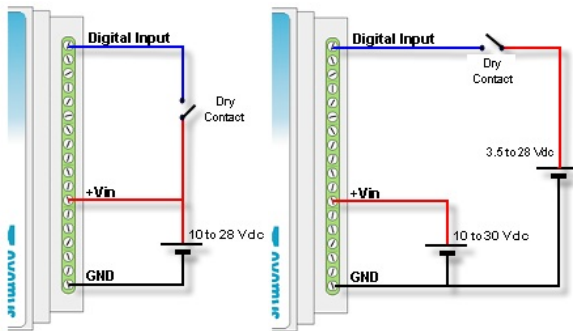 Digital Input
Dry
Contact
+Vin
10 to 28 Vdc
GND
Digital Input
Dry
Contact
3.5 to 28 Vdc
+Vin
10 to 30 Vdc
GND